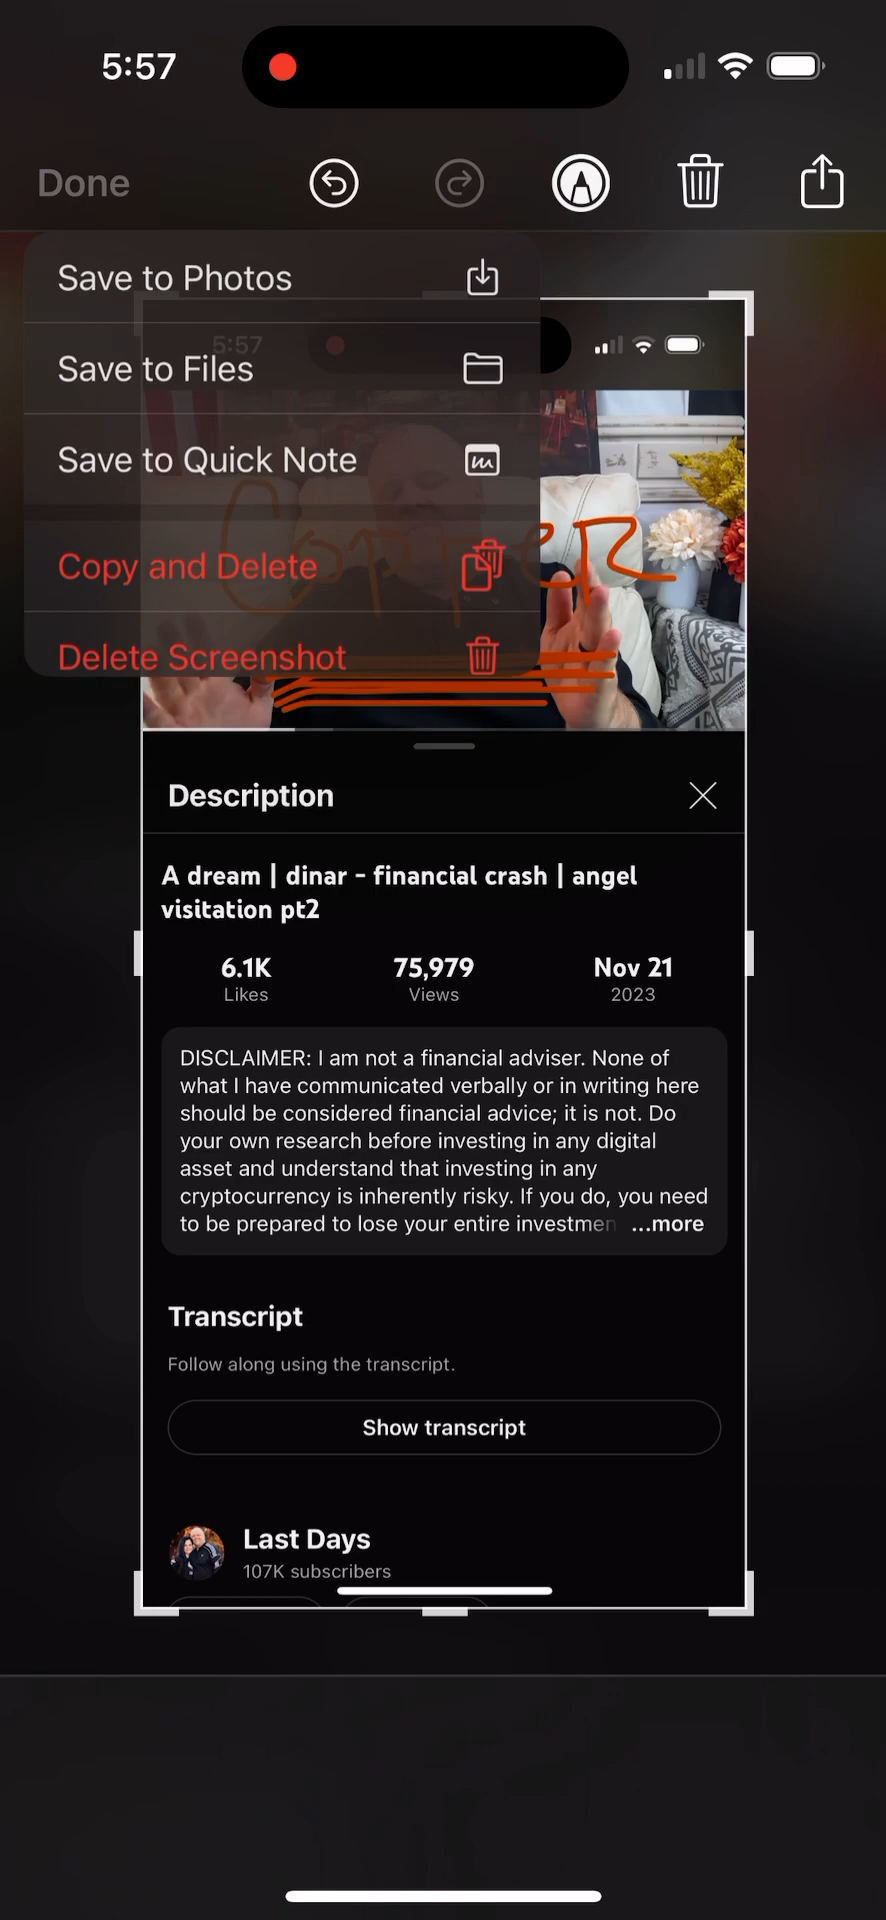 5:57
Done
Save to Photos
5:57
Save to Files
Save to Quick Note
CoppeR
Copy and Delete
Delete Screenshot
Description
A dream | dinar - financial crash | angel
visitation pt2
6.1K 75,979 Nov 21
Likes Views 2023
DISCLAIMER: I am not a financial adviser. None of
what I have communicated verbally or in writing here
should be considered financial advice; it is not. Do
your own research before investing in any digital
asset and understand that investing in any
cryptocurrency is inherently risky. If you do, you need
to be prepared to lose your entire investmen ...more
Transcript
Follow along using the transcript.
Show transcript
Last Days
107K subscribers